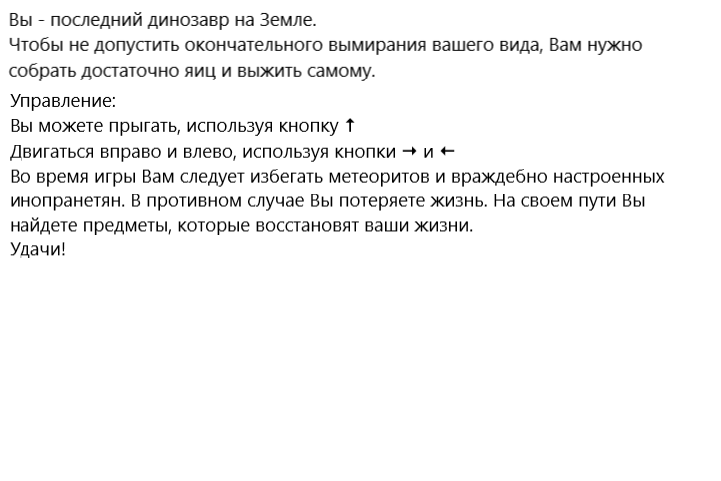 Вы - последний динозавр на Земле.
Чтобы не допустить окончательного вымирания вашего вида, Вам нужно
собрать достаточно яиц и выжить самому.
Управление:
Вы можете прыгать, используя кнопку ↑
Двигаться вправо и влево, используя кнопки → и ←
Во время игры Вам следует избегать метеоритов и враждебно настроенных
инопранетян. В противном случае Вы потеряете жизнь. На своем пути Вы
найдете предметы, которые восстановят ваши жизни.
Удачи!